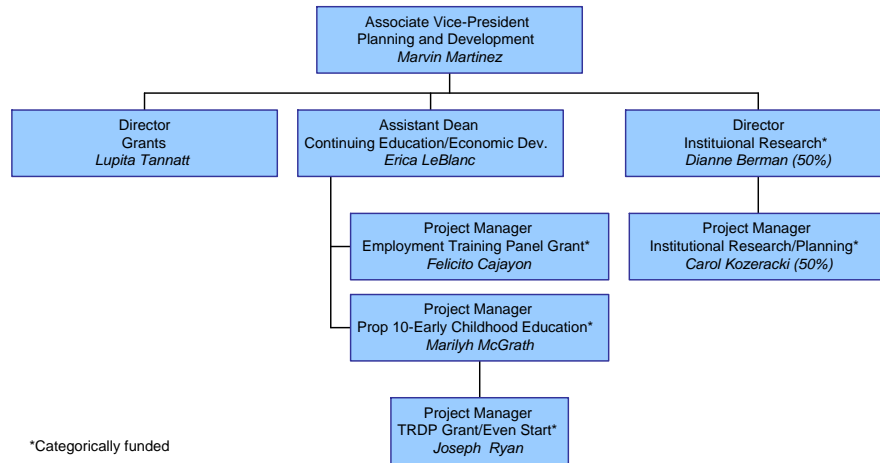 Associate Vice-President
Planning and Development
Marvin Martinez
Director
Grants
Lupita Tannatt
Assistant Dean
Continuing Education/Economic Dev.
Erica LeBlanc
Director
Instituional Research*
Dianne Berman (50%)
Project Manager
Employment Training Panel Grant*
Felicito Cajayon
Project Manager
Institutional Research/Planning*
Carol Kozeracki (50%)
Project Manager
Prop 10-Early Childhood Education*
Marilyh McGrath
Project Manager
TRDP Grant/Even Start*
Joseph Ryan
*Categorically funded